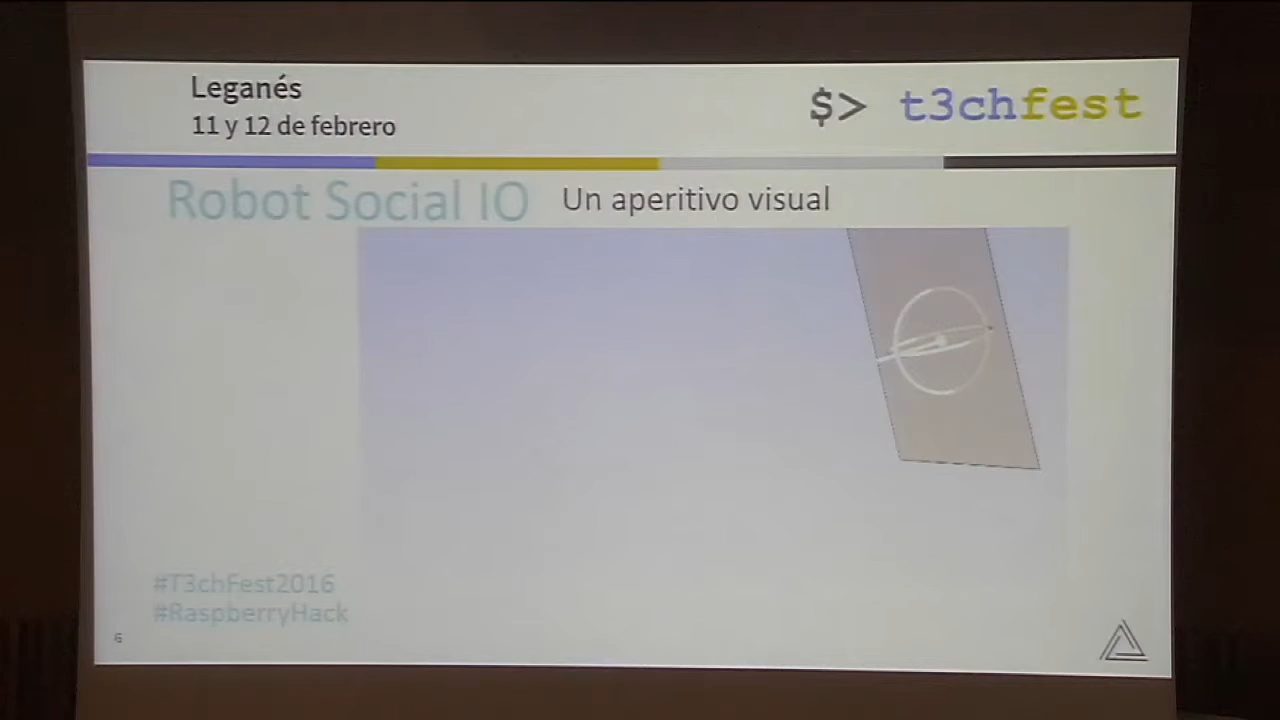 Leganés
11 y 12 de febrero
$> t3chfest
Robot Social IO
Un aperitivo visual
#T3chFest2016
#RaspberryHack
6